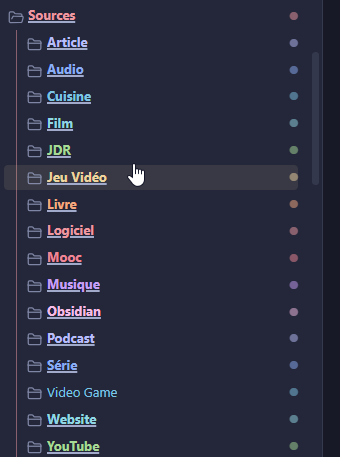 Sources
Article
Audio
Cuisine
Film
JDR
Jeu Vidéo
Livre
Logiciel
Mooc
Musique
Obsidian
Podcast
Série
Video Game
Website
YouTube